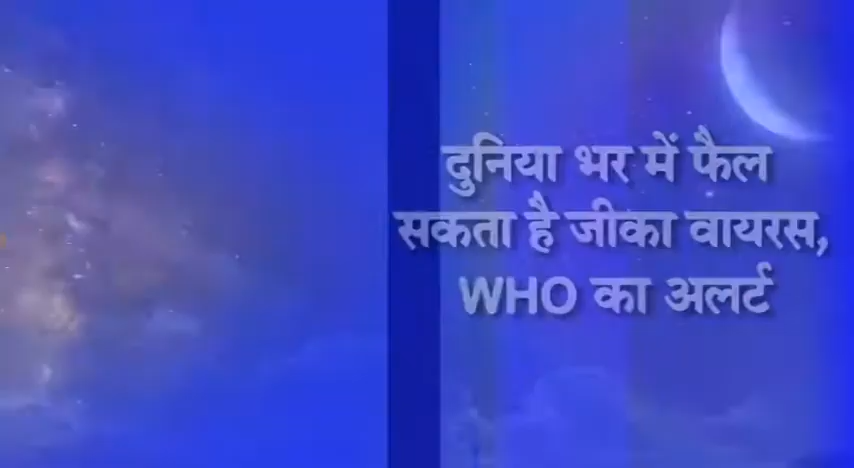 दुनिया भर में फैल
सकता है जीका वायरस,
WHO का अलर्ट